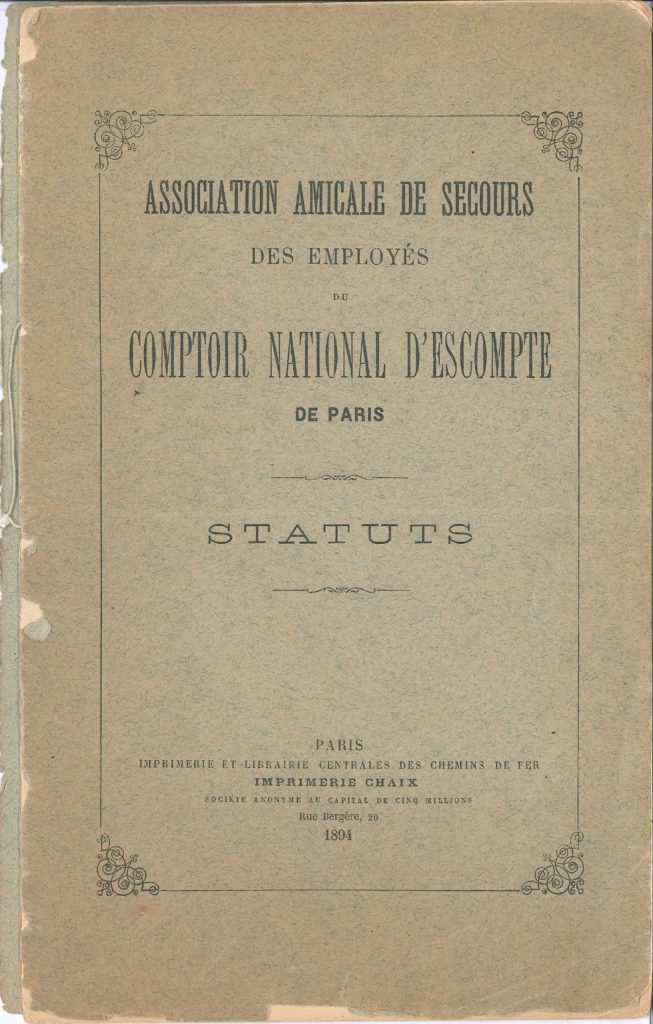 ASSOCIATION AMICALE DE SECOURS
DES EMPLOYÉS
DU
COMPTOIR NATIONAL D'ESCOMPTE
DE PARIS
STATUTS
PARIS
IMPRIMERIE ET LIBRAIRIE CENTRALES DES CHEMINS DE FER
IMPRIMERIE CHAIX
SOCIÉTÉ ANONYME AU CAPITAL DE CINQ MILLIONS
Rue Bergère, 20
1894